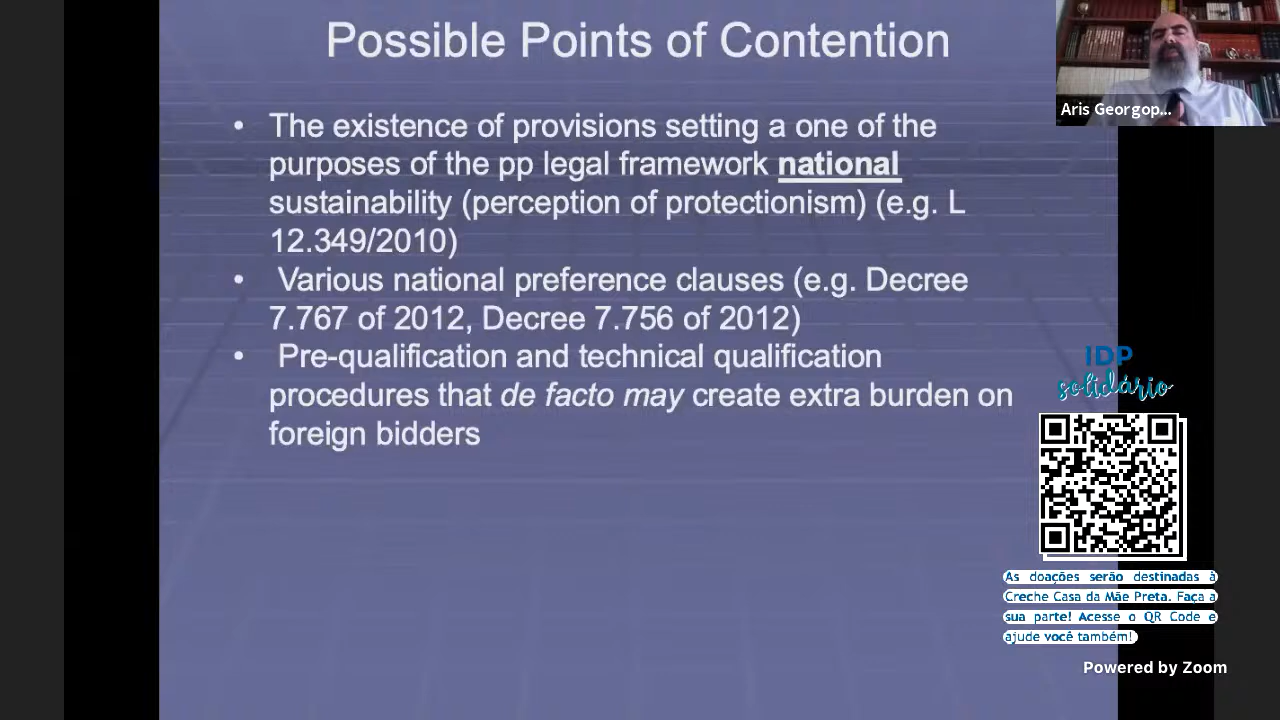 Possible Points of Contention
Aris Georgop...
• The existence of provisions setting a one of the
purposes of the pp legal framework national
sustainability (perception of protectionism) (e.g. L
12.349/2010)
• Various national preference clauses (e.g. Decree
7.767 of 2012, Decree 7.756 of 2012)
• Pre-qualification and technical qualification
procedures that de facto may create extra burden on
foreign bidders
IDP
solidário
As doações serão destinadas à
Creche Casa da Mãe Preta. Faça a
sua parte! Acesse o QR Code e
ajude você também!
Powered by Zoom